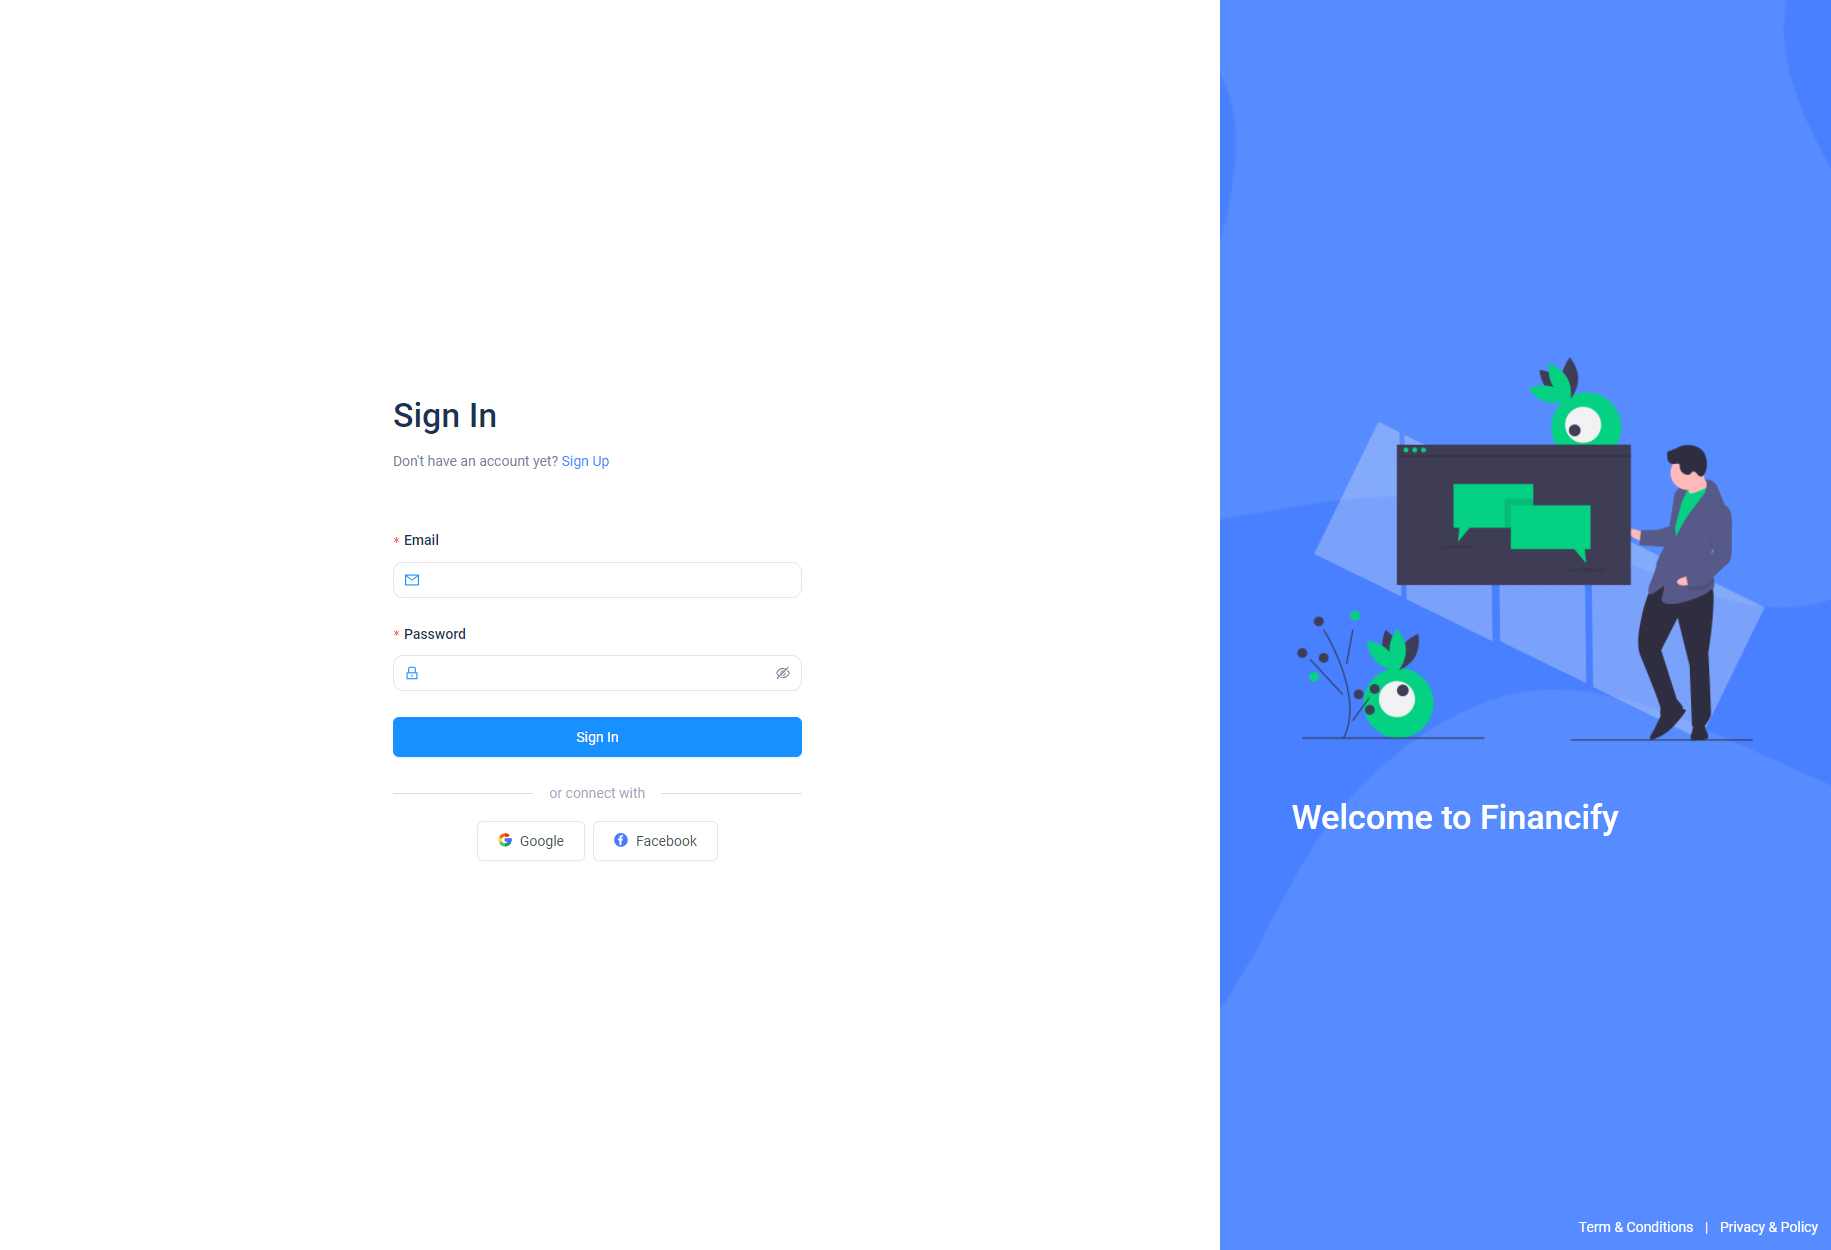 Sign In
Don't have an account yet? Sign Up
* Email
* Password
Sign In
or connect with
Google
Facebook
Welcome to Financify
Term & Conditions | Privacy & Policy